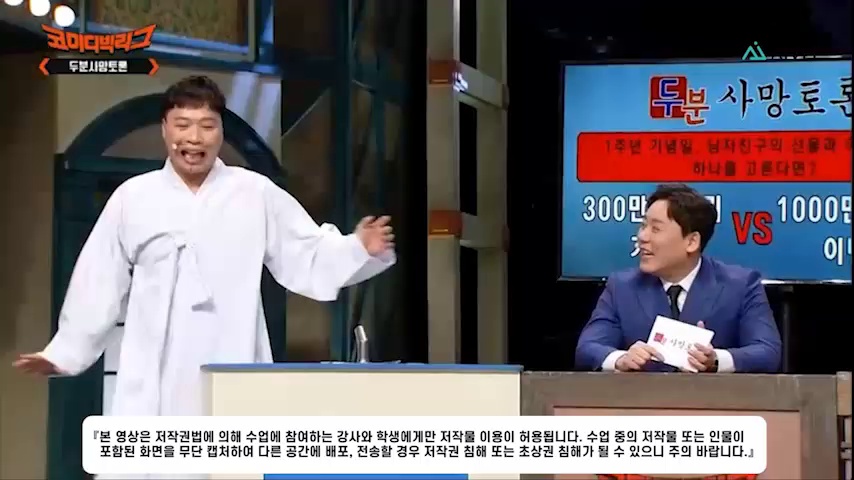 코미디빅리그
두분사망토론
두분 사망토론
1주년 기념일, 남자친구의 선물과
하나를 고른다면?
300만
VS
1000만
두분 사망토
『본 영상은 저작권법에 의해 수업에 참여하는 강사와 학생에게만 저작물 이용이 허용됩니다. 수업 중의 저작물 또는 인물이
포함된 화면을 무단 캡처하여 다른 공간에 배포, 전송할 경우 저작권 침해 또는 초상권 침해가 될 수 있으니 주의 바랍니다.』